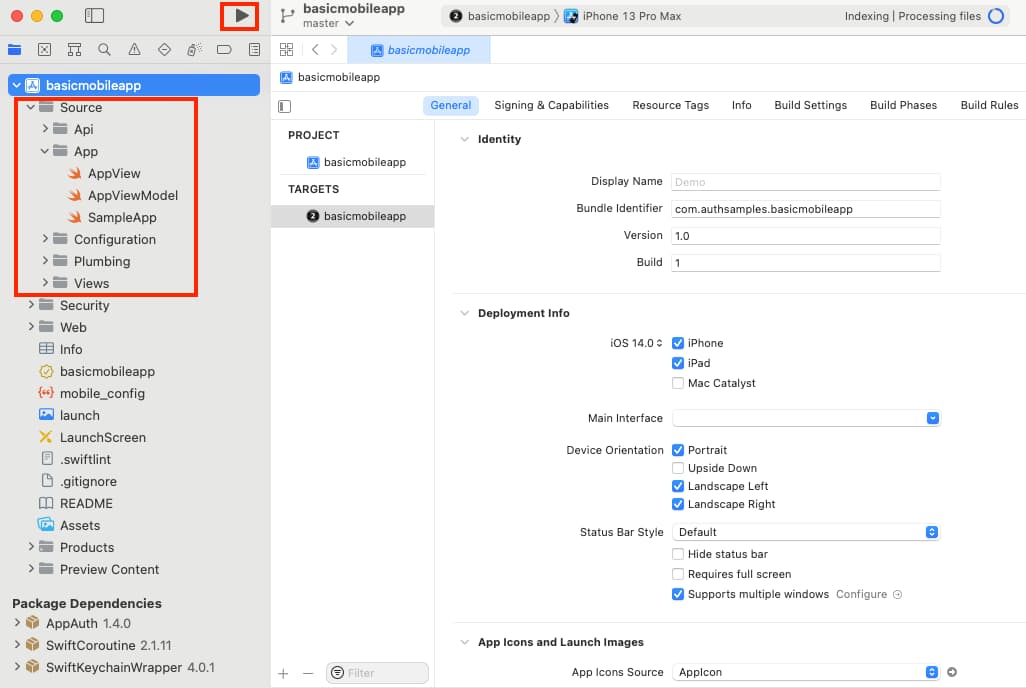 basicmobileapp
master
basicmobileapp
iPhone 13 Pro Max
Indexing | Processing files
basicmobileapp
basicmobileapp
basicmobileapp
Source
Api
App
AppView
AppViewModel
SampleApp
Configuration
Plumbing
Views
Security
Web
Info
basicmobileapp
mobile_config
launch
LaunchScreen
.swiftlint
.gitignore
README
Assets
Products
Preview Content
Package Dependencies
AppAuth 1.4.0
SwiftCoroutine 2.1.11
SwiftKeychainWrapper 4.0.1
General Signing & Capabilities Resource Tags Info Build Settings Build Phases Build Rules
PROJECT
basicmobileapp
TARGETS
2 basicmobileapp
Filter
Identity
Display Name Demo
Bundle Identifier com.authsamples.basicmobileapp
Version 1.0
Build 1
Deployment Info
iOS 14.0 iPhone
iPad
Mac Catalyst
Main Interface
Device Orientation Portrait
Upside Down
Landscape Left
Landscape Right
Status Bar Style Default
Hide status bar
Requires full screen
Supports multiple windows Configure
App Icons and Launch Images
App Icons Source AppIcon